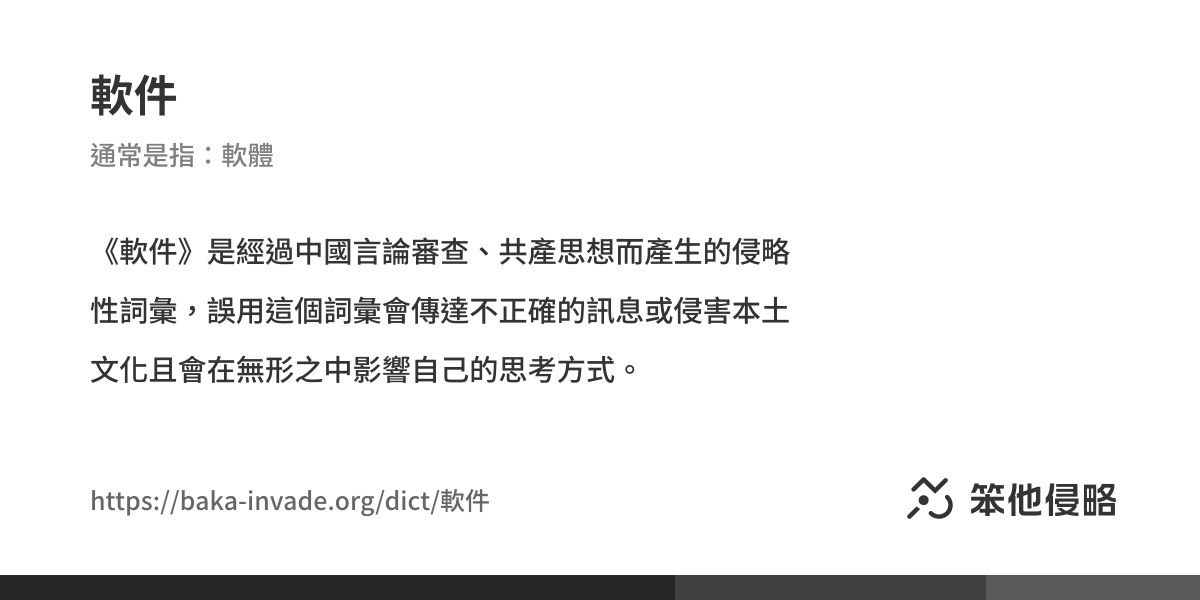 軟件
通常是指：軟體
《軟件》是經過中國言論審查、共產思想而產生的侵略
性詞彙，誤用這個詞彙會傳達不正確的訊息或侵害本土
文化且會在無形之中影響自己的思考方式。
https://baka-invade.org/dict/軟件
笨他侵略